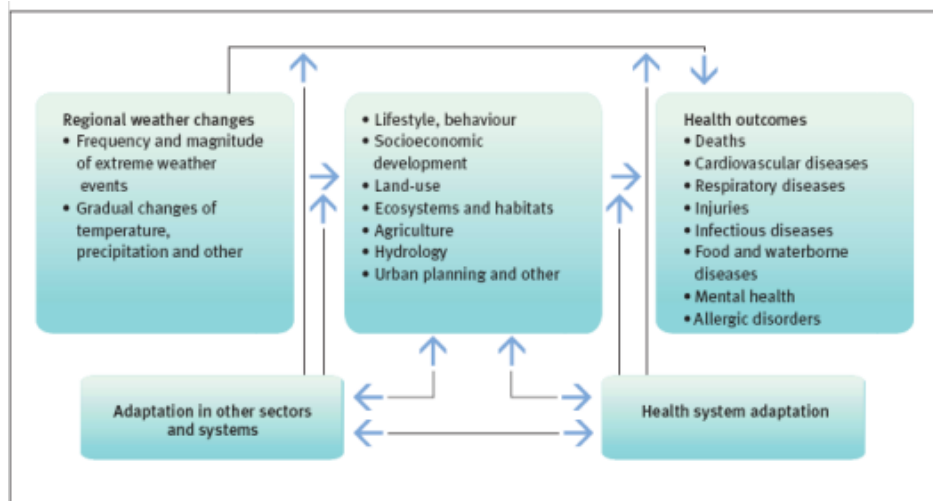 Regional weather changes
• Frequency and magnitude
of extreme weather
events
• Gradual changes of
temperature,
precipitation and other
• Lifestyle, behaviour
• Socioeconomic
development
• Land-use
• Ecosystems and habitats
• Agriculture
• Hydrology
• Urban planning and other
Health outcomes
• Deaths
• Cardiovascular diseases
• Respiratory diseases
• Injuries
• Infectious diseases
• Food and waterborne
diseases
• Mental health
• Allergic disorders
Adaptation in other sectors
and systems
Health system adaptation